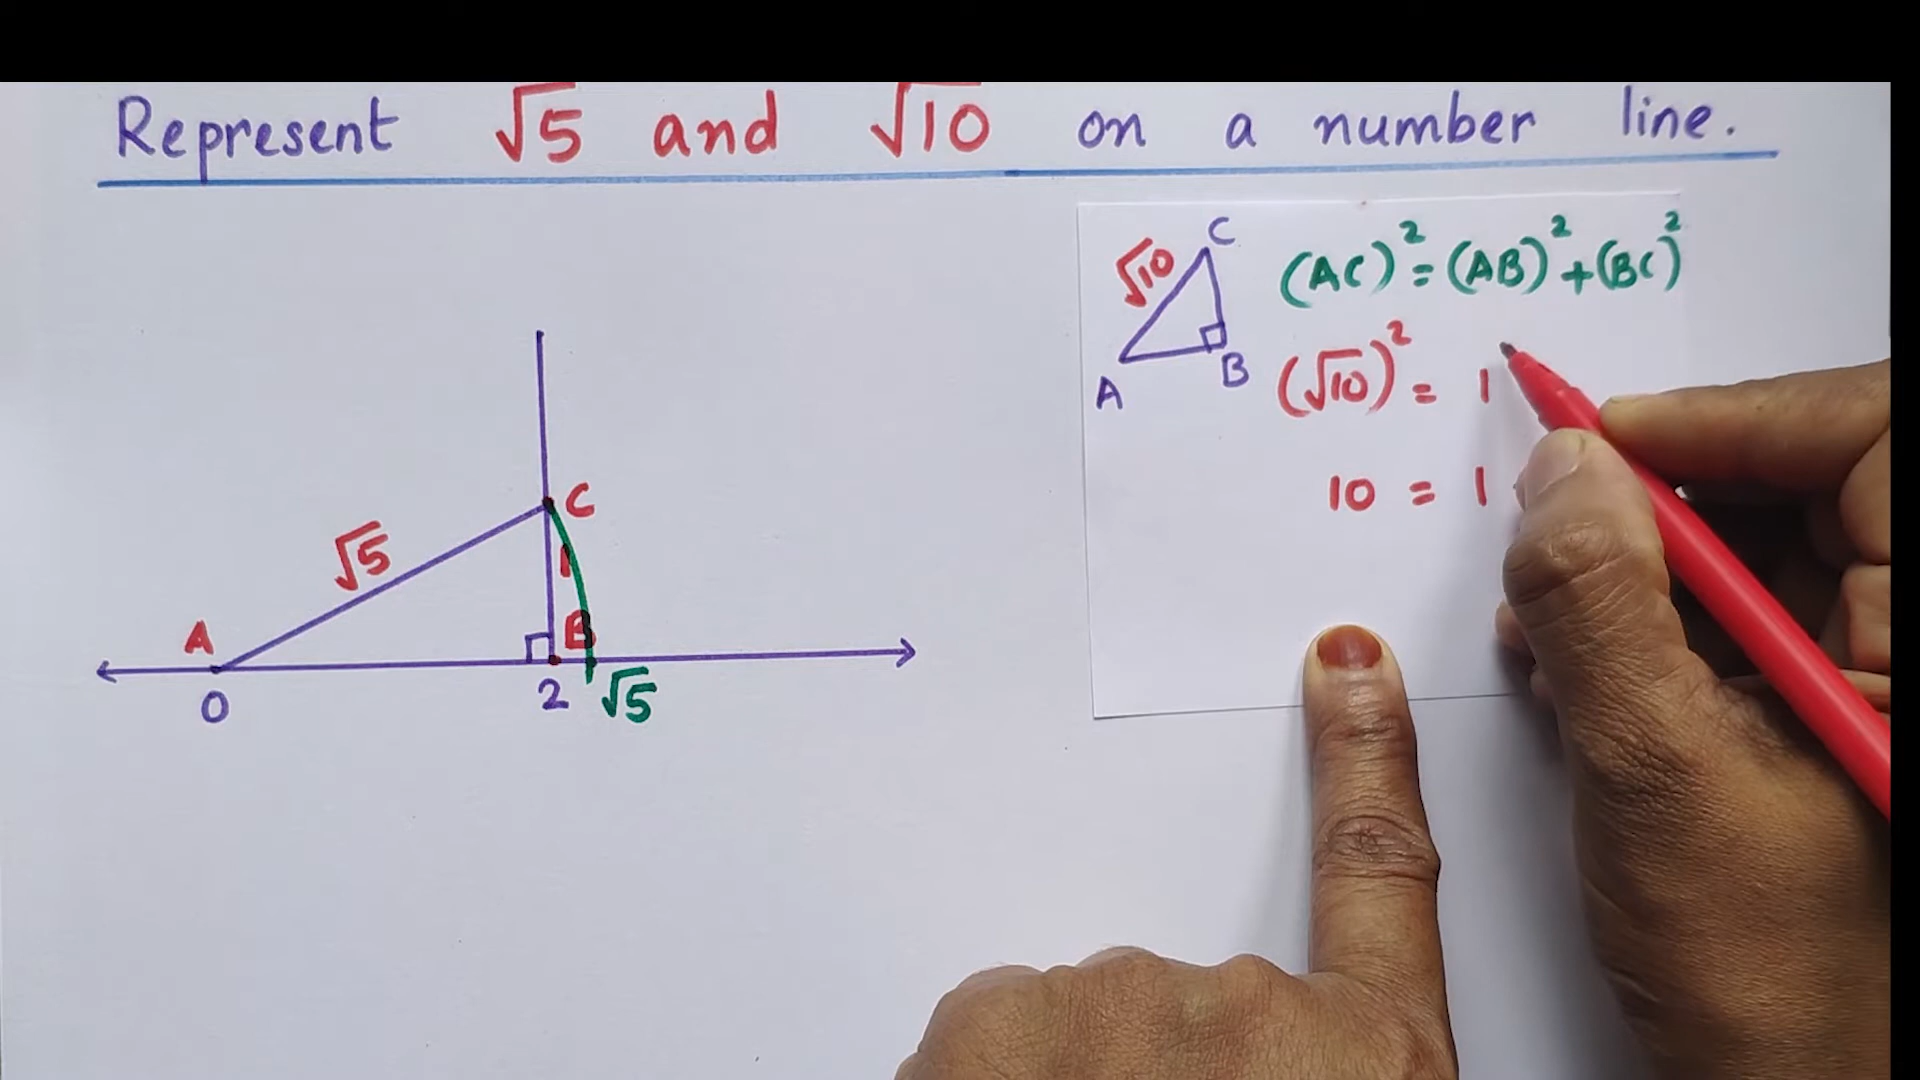 Represent √5 and √10 on a number line.
C
√10
A
B
(AC)² = (AB)² + (BC)²
(√10)² = 1
10 = 1
√5
C
1
A
B
0
2
√5